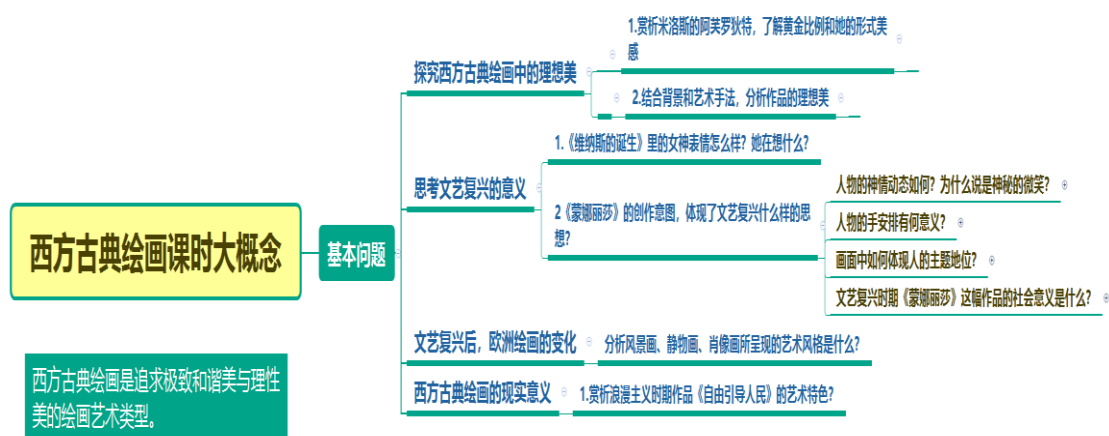 西方古典绘画课时大概念
基本问题
探究西方古典绘画中的理想美
1.赏析米洛斯的阿芙罗狄特，了解黄金比例和她的形式美
感
2.结合背景和艺术手法，分析作品的理想美
思考文艺复兴的意义
1.《维纳斯的诞生》里的女神表情怎么样？她在想什么？
2《蒙娜丽莎》的创作意图，体现了文艺复兴什么样的思
想？
人物的神情动态如何？为什么说是神秘的微笑？
人物的手安排有何意义？
画面中如何体现人的主题地位？
文艺复兴时期《蒙娜丽莎》这幅作品的社会意义是什么？
文艺复兴后，欧洲绘画的变化
分析风景画、静物画、肖像画所呈现的艺术风格是什么？
西方古典绘画的现实意义
1.赏析浪漫主义时期作品《自由引导人民》的艺术特色？
西方古典绘画是追求极致和谐美与理性
美的绘画艺术类型。